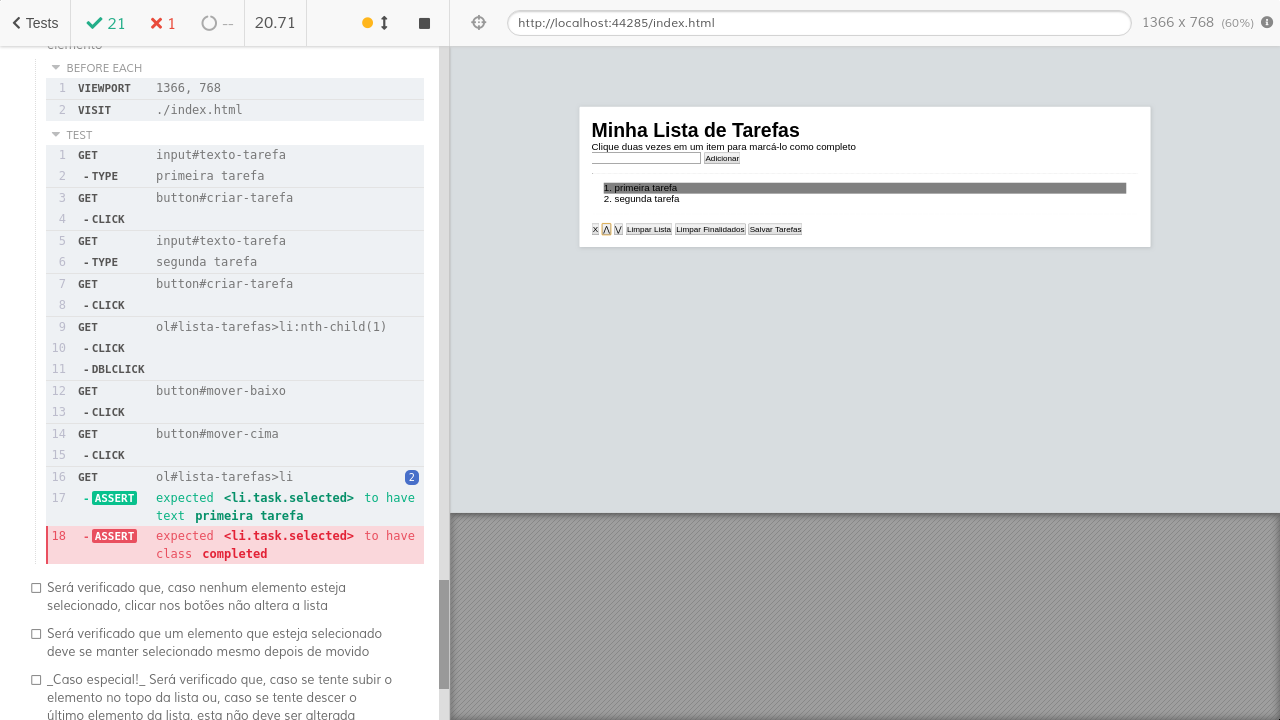 Tests
21
1
--
20.71
http://localhost:44285/index.html
1366 x 768 (60%)
elemento
BEFORE EACH
1 VIEWPORT 1366, 768
2 VISIT ./index.html
TEST
1 GET input#texto-tarefa
2 -TYPE primeira tarefa
3 GET button#criar-tarefa
4 -CLICK
5 GET input#texto-tarefa
6 -TYPE segunda tarefa
7 GET button#criar-tarefa
8 -CLICK
9 GET ol#lista-tarefas>li:nth-child(1)
10 -CLICK
11 -DBLCLICK
12 GET button#mover-baixo
13 -CLICK
14 GET button#mover-cima
15 -CLICK
16 GET ol#lista-tarefas>li 2
17 -ASSERT expected <li.task.selected> to have
text primeira tarefa
18 -ASSERT expected <li.task.selected> to have
class completed
Será verificado que, caso nenhum elemento esteja
selecionado, clicar nos botões não altera a lista
Será verificado que um elemento que esteja selecionado
deve se manter selecionado mesmo depois de movido
_Caso especial!_ Será verificado que, caso se tente subir o
elemento no topo da lista ou, caso se tente descer o
último elemento da lista, esta não deve ser alterada
Minha Lista de Tarefas
Clique duas vezes em um item para marcá-lo como completo
Adicionar
1. primeira tarefa
2. segunda tarefa
X Λ V Limpar Lista Limpar Finalidados Salvar Tarefas